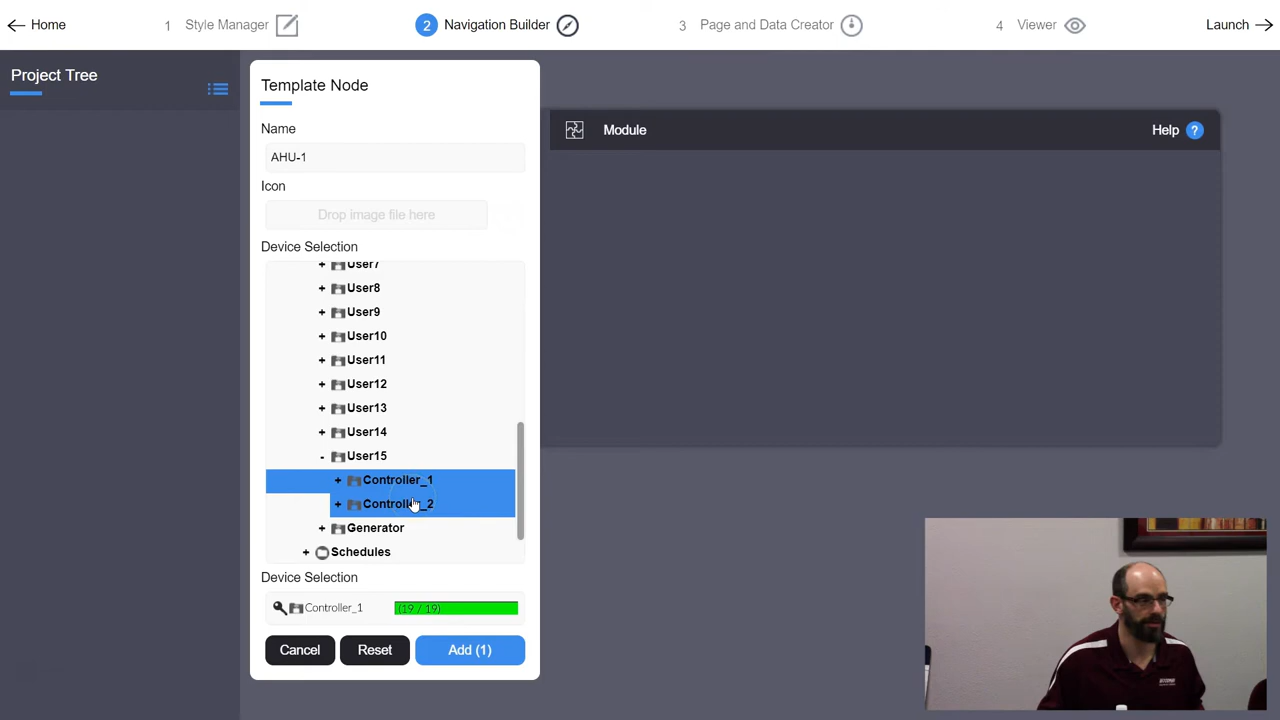 Home
1 Style Manager
2 Navigation Builder
3 Page and Data Creator
4 Viewer
Launch
Project Tree
Template Node
Name
AHU-1
Icon
Drop image file here
Device Selection
+ User7
+ User8
+ User9
+ User10
+ User11
+ User12
+ User13
+ User14
- User15
+ Controller_1
+ Controller_2
+ Generator
+ Schedules
Device Selection
Controller_1 (19 / 19)
Cancel
Reset
Add (1)
Module
Help ?